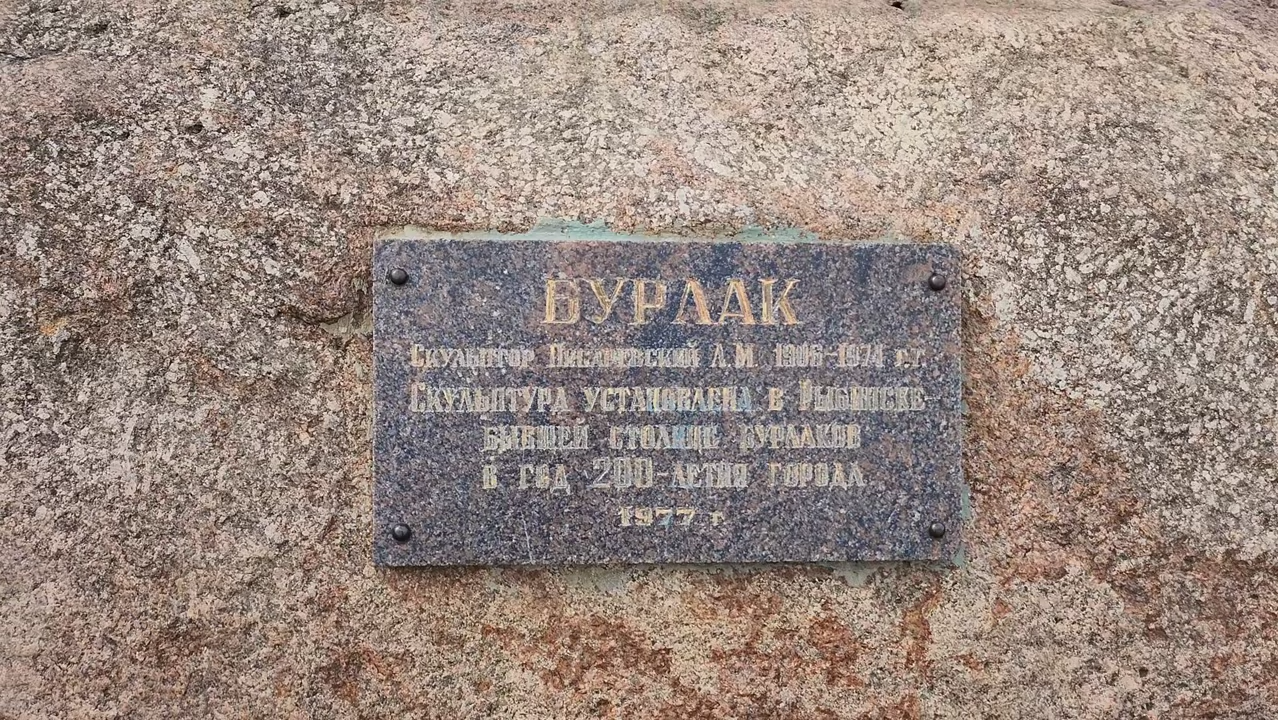 БУРЛАК
Скульптор Писаревский Л.М. 1906-1974 г.г.
Скульптура установлена в Рыбинске
бывшей столице бурлаков
в год 200-летия города
1977 г.